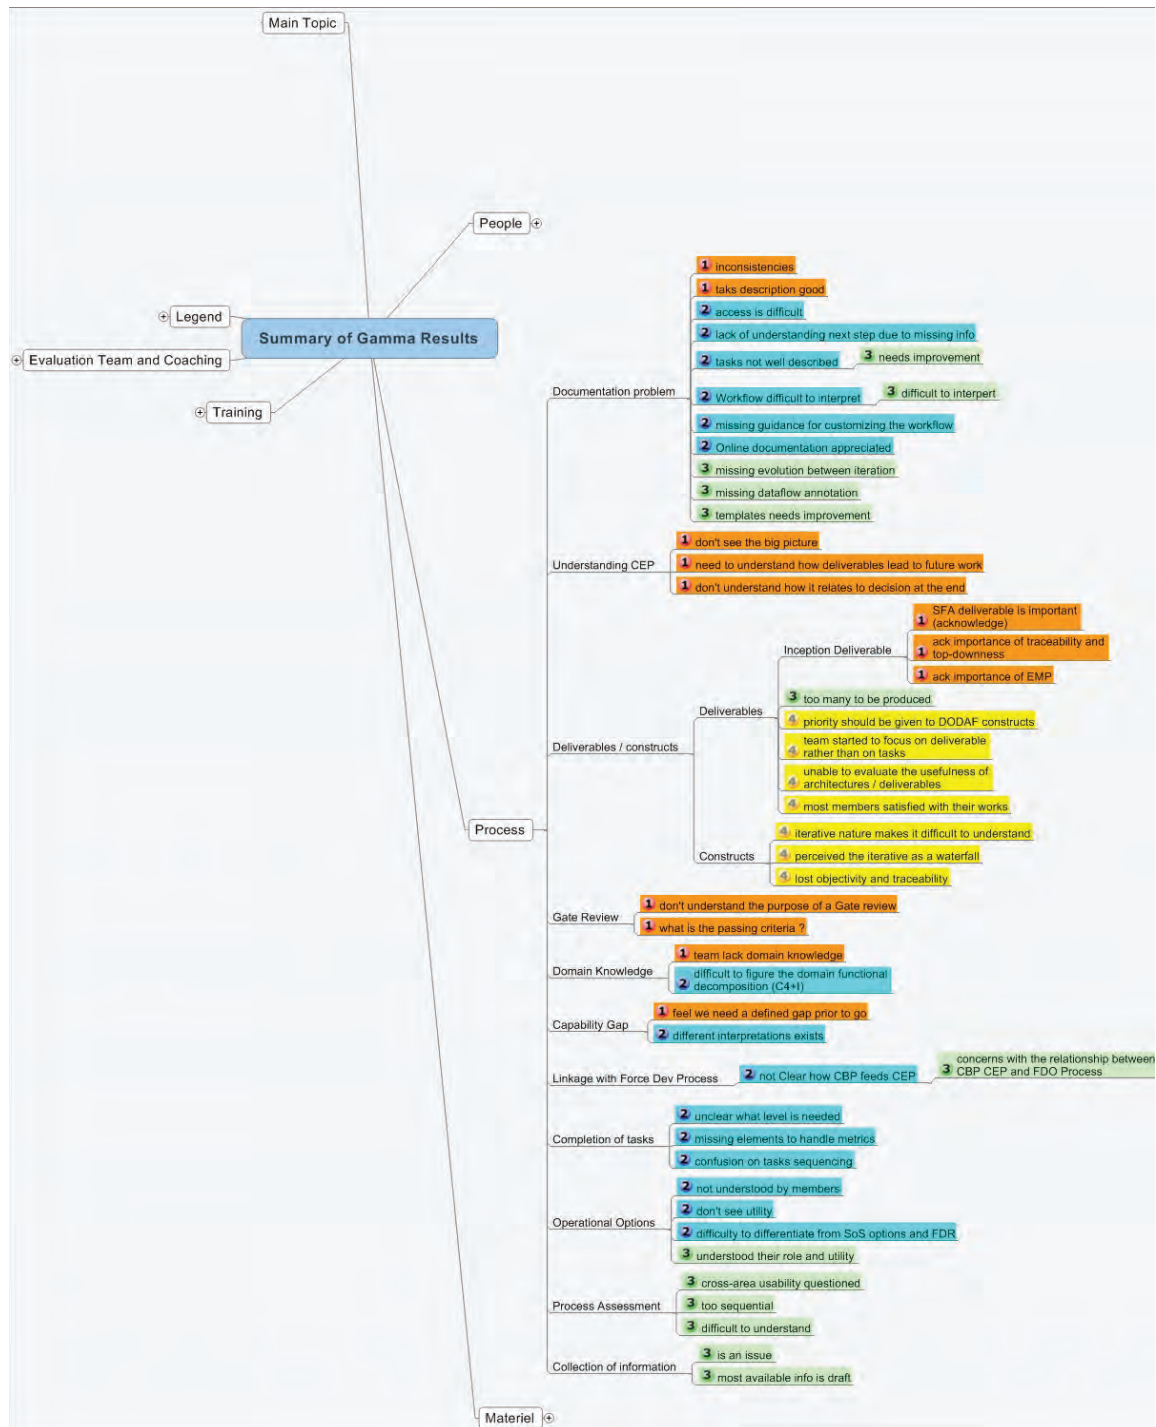 Main Topic
People
Legend
Summary of Gamma Results
Evaluation Team and Coaching
Training
Process
Materiel
Documentation problem
1 inconsistencies
1 taks description good
2 access is difficult
2 lack of understanding next step due to missing info
2 tasks not well described
3 needs improvement
2 Workflow difficult to interpret
3 difficult to interpert
2 missing guidance for customizing the workflow
2 Online documentation appreciated
3 missing evolution between iteration
3 missing dataflow annotation
3 templates needs improvement
Understanding CEP
1 don't see the big picture
1 need to understand how deliverables lead to future work
1 don't understand how it relates to decision at the end
Deliverables / constructs
Deliverables
Inception Deliverable
1 SFA deliverable is important
(acknowledge)
1 ack importance of traceability and
top-downness
1 ack importance of EMP
3 too many to be produced
4 priority should be given to DODAF constructs
4 team started to focus on deliverable
rather than on tasks
4 unable to evaluate the usefulness of
architectures / deliverables
4 most members satisfied with their works
Constructs
4 iterative nature makes it difficult to understand
4 perceived the iterative as a waterfall
4 lost objectivity and traceability
Gate Review
1 don't understand the purpose of a Gate review
1 what is the passing criteria ?
Domain Knowledge
1 team lack domain knowledge
2 difficult to figure the domain functional
decomposition (C4+I)
Capability Gap
1 feel we need a defined gap prior to go
2 different interpretations exists
Linkage with Force Dev Process
2 not Clear how CBP feeds CEP
3 concerns with the relationship between
CBP CEP and FDO Process
Completion of tasks
2 unclear what level is needed
2 missing elements to handle metrics
2 confusion on tasks sequencing
Operational Options
2 not understood by members
2 don't see utility
2 difficulty to differentiate from SoS options and FDR
3 understood their role and utility
Process Assessment
3 cross-area usability questioned
3 too sequential
3 difficult to understand
Collection of information
3 is an issue
3 most available info is draft